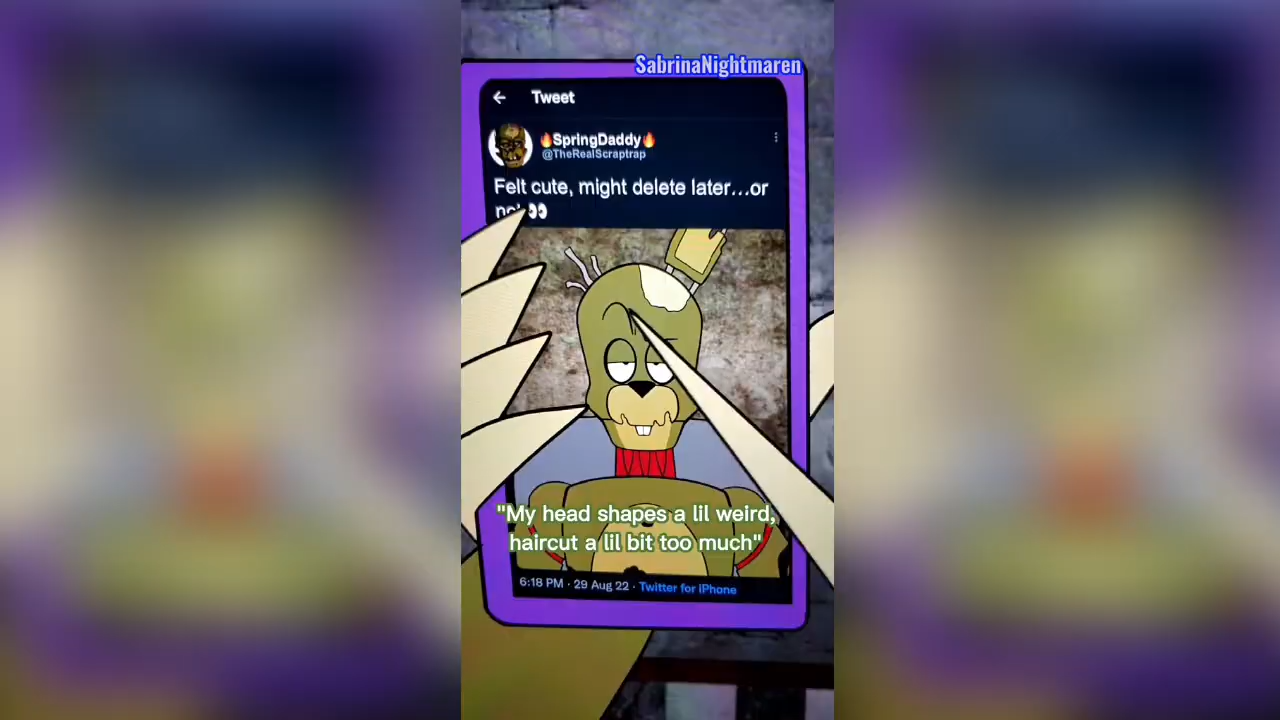 SabrinaNightmaren
Tweet
🔥SpringDaddy🔥
@TheRealScraptrap
Felt cute, might delete later...or
👀
"My head shapes a lil weird,
haircut a lil bit too much"
6:18 PM · 29 Aug 22 · Twitter for iPhone